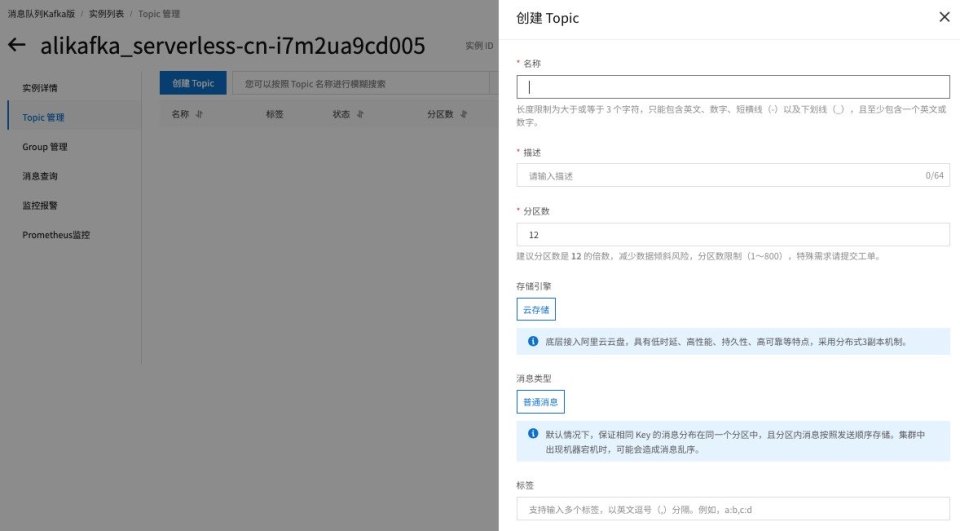 消息队列Kafka版 / 实例列表 / Topic 管理
alikafka_serverless-cn-i7m2ua9cd005
实例 ID
实例详情
Topic 管理
Group 管理
消息查询
监控报警
Prometheus监控
创建 Topic
您可以按照 Topic 名称进行模糊搜索
名称 标签 状态 分区数
创建 Topic
* 名称
长度限制为大于或等于 3 个字符，只能包含英文、数字、短横线（-）以及下划线（_），且至少包含一个英文或
数字。
* 描述
请输入描述 0/64
* 分区数
12
建议分区数是 12 的倍数，减少数据倾斜风险，分区数限制（1～800），特殊需求请提交工单。
存储引擎
云存储
底层接入阿里云云盘，具有低时延、高性能、持久性、高可靠等特点，采用分布式3副本机制。
消息类型
普通消息
默认情况下，保证相同 Key 的消息分布在同一个分区中，且分区内消息按照发送顺序存储。集群中
出现机器宕机时，可能会造成消息乱序。
标签
支持输入多个标签，以英文逗号（,）分隔。例如，a:b,c:d